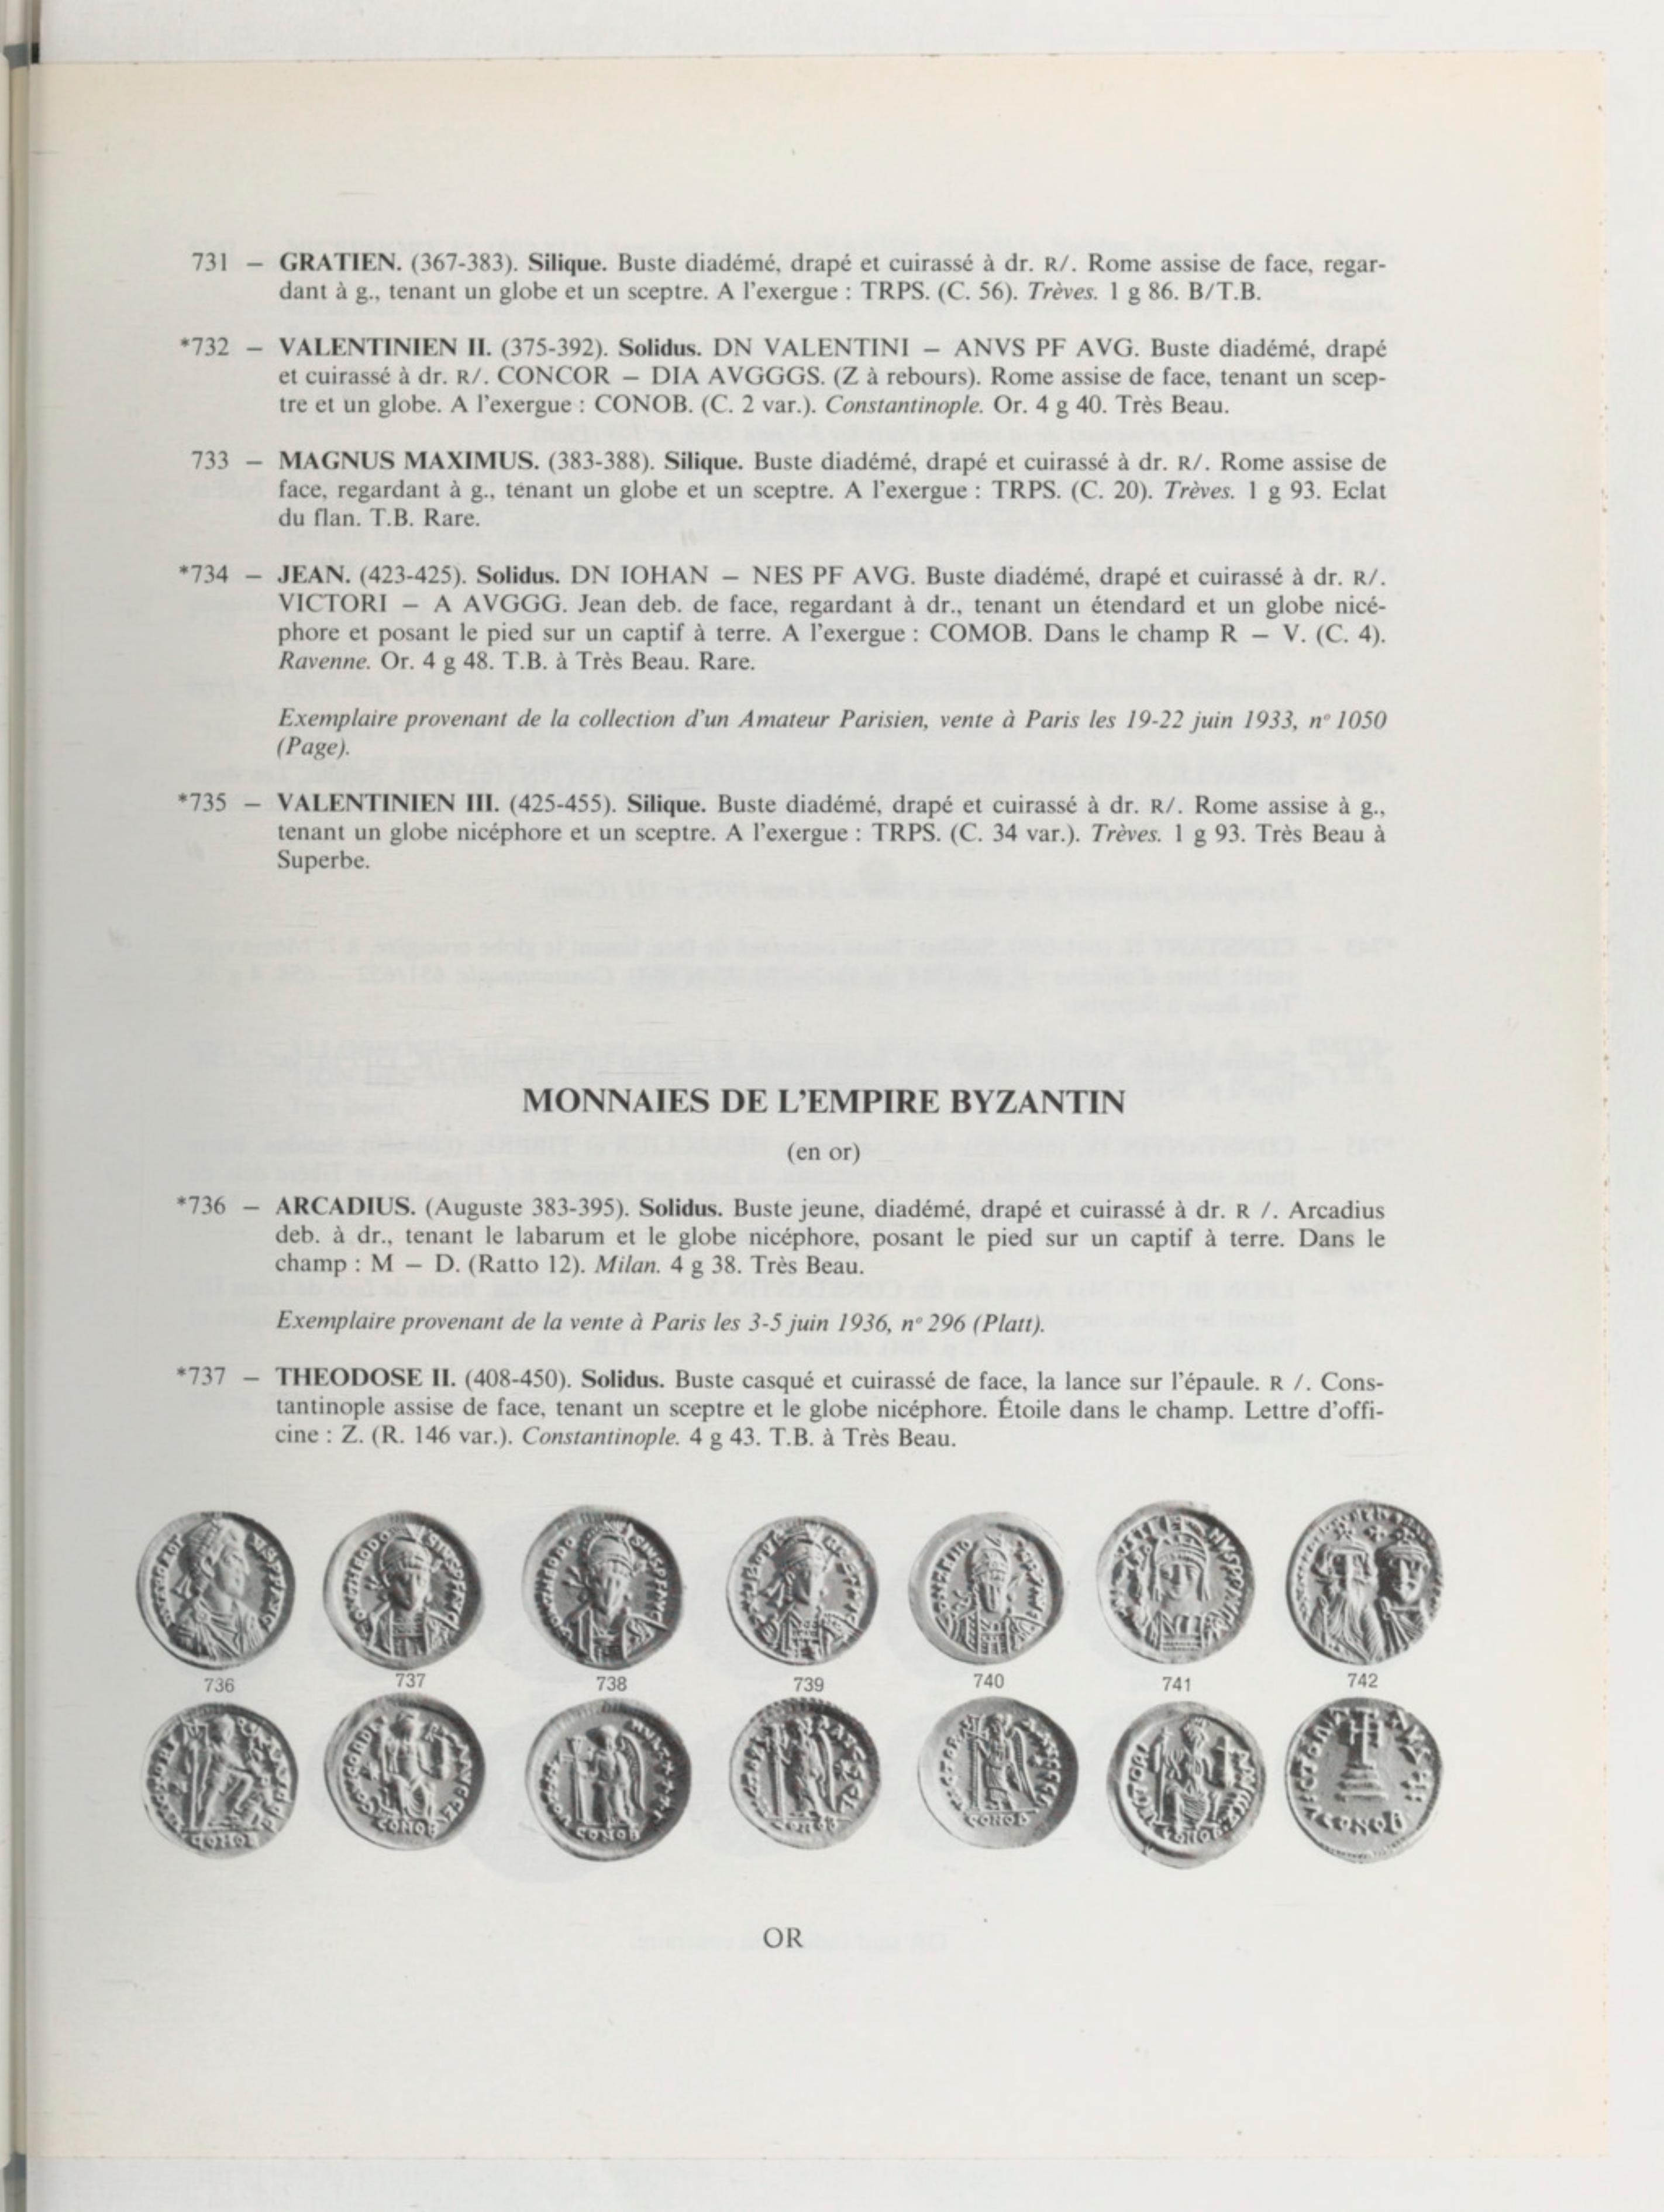 731 – GRATIEN. (367-383). Silique. Buste diadémé, drapé et cuirassé à dr. R/. Rome assise de face, regar-
dant à g., tenant un globe et un sceptre. A l'exergue : TRPS. (C. 56). Trèves. 1 g 86. B/T.B.
*732 – VALENTINIEN II. (375-392). Solidus. DN VALENTINI – ANVS PF AVG. Buste diadémé, drapé
et cuirassé à dr. R/. CONCOR – DIA AVGGGS. (Z à rebours). Rome assise de face, tenant un scep-
tre et un globe. A l'exergue : CONOB. (C. 2 var.). Constantinople. Or. 4 g 40. Très Beau.
733 – MAGNUS MAXIMUS. (383-388). Silique. Buste diadémé, drapé et cuirassé à dr. R/. Rome assise de
face, regardant à g., tenant un globe et un sceptre. A l'exergue : TRPS. (C. 20). Trèves. 1 g 93. Eclat
du flan. T.B. Rare.
*734 – JEAN. (423-425). Solidus. DN IOHAN – NES PF AVG. Buste diadémé, drapé et cuirassé à dr. R/.
VICTORI – A AVGGG. Jean deb. de face, regardant à dr., tenant un étendard et un globe nicé-
phore et posant le pied sur un captif à terre. A l'exergue : COMOB. Dans le champ R – V. (C. 4).
Ravenne. Or. 4 g 48. T.B. à Très Beau. Rare.
Exemplaire provenant de la collection d'un Amateur Parisien, vente à Paris les 19-22 juin 1933, nº 1050
(Page).
*735 – VALENTINIEN III. (425-455). Silique. Buste diadémé, drapé et cuirassé à dr. R/. Rome assise à g.,
tenant un globe nicéphore et un sceptre. A l'exergue : TRPS. (C. 34 var.). Trèves. 1 g 93. Très Beau à
Superbe.
MONNAIES DE L'EMPIRE BYZANTIN
(en or)
*736 – ARCADIUS. (Auguste 383-395). Solidus. Buste jeune, diadémé, drapé et cuirassé à dr. R /. Arcadius
deb. à dr., tenant le labarum et le globe nicéphore, posant le pied sur un captif à terre. Dans le
champ : M – D. (Ratto 12). Milan. 4 g 38. Très Beau.
Exemplaire provenant de la vente à Paris les 3-5 juin 1936, nº 296 (Platt).
*737 – THEODOSE II. (408-450). Solidus. Buste casqué et cuirassé de face, la lance sur l'épaule. R /. Cons-
tantinople assise de face, tenant un sceptre et le globe nicéphore. Étoile dans le champ. Lettre d'offi-
cine : Z. (R. 146 var.). Constantinople. 4 g 43. T.B. à Très Beau.
736 737 738 739 740 741 742
OR